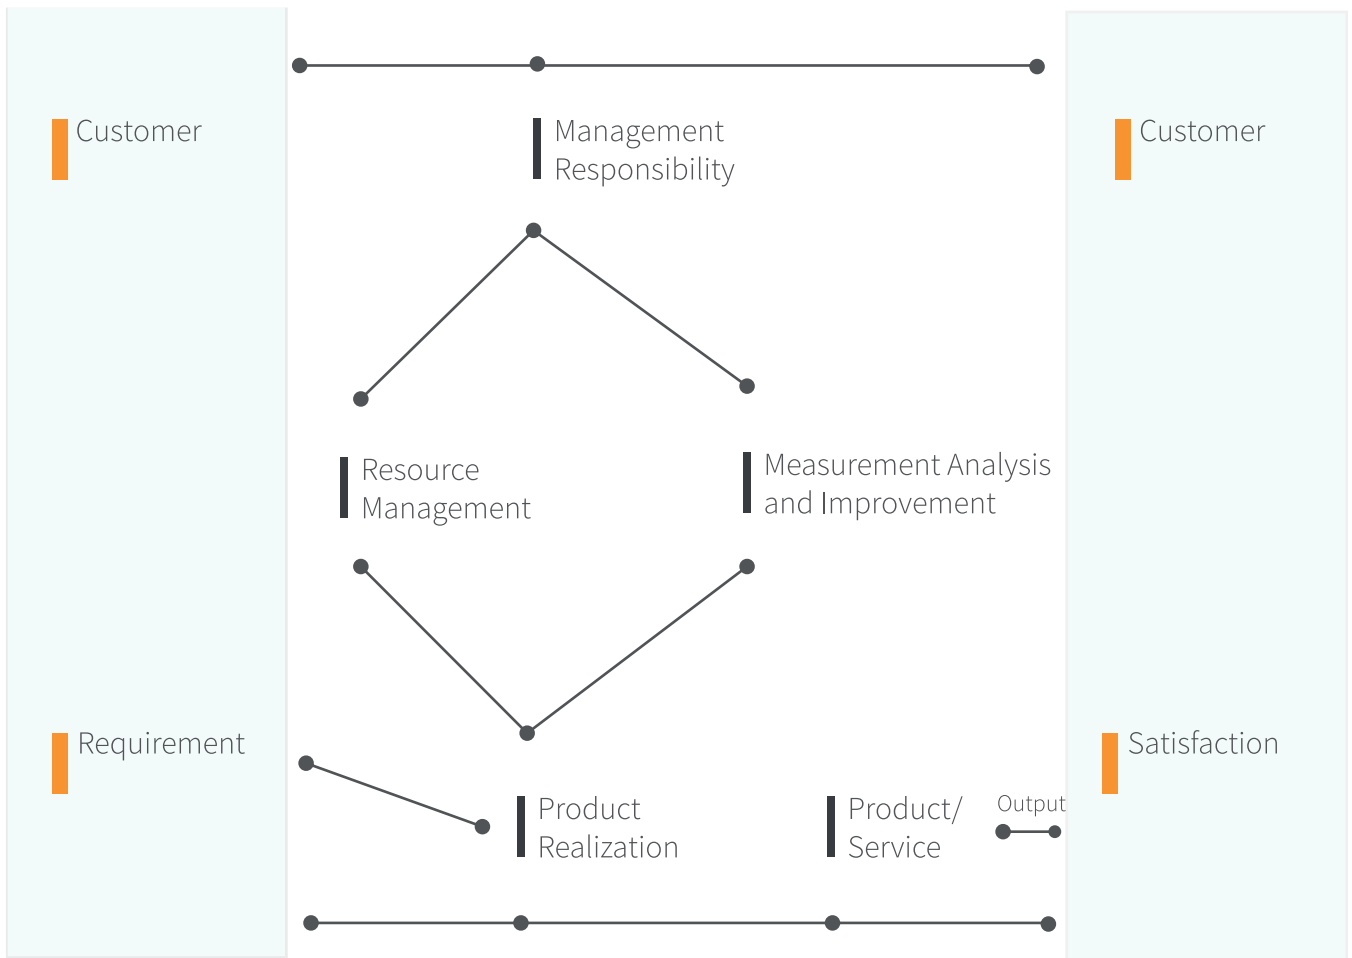 Customer
Management
Responsibility
Customer
Resource
Management
Measurement Analysis
and Improvement
Requirement
Satisfaction
Product
Realization
Product/
Service
Output